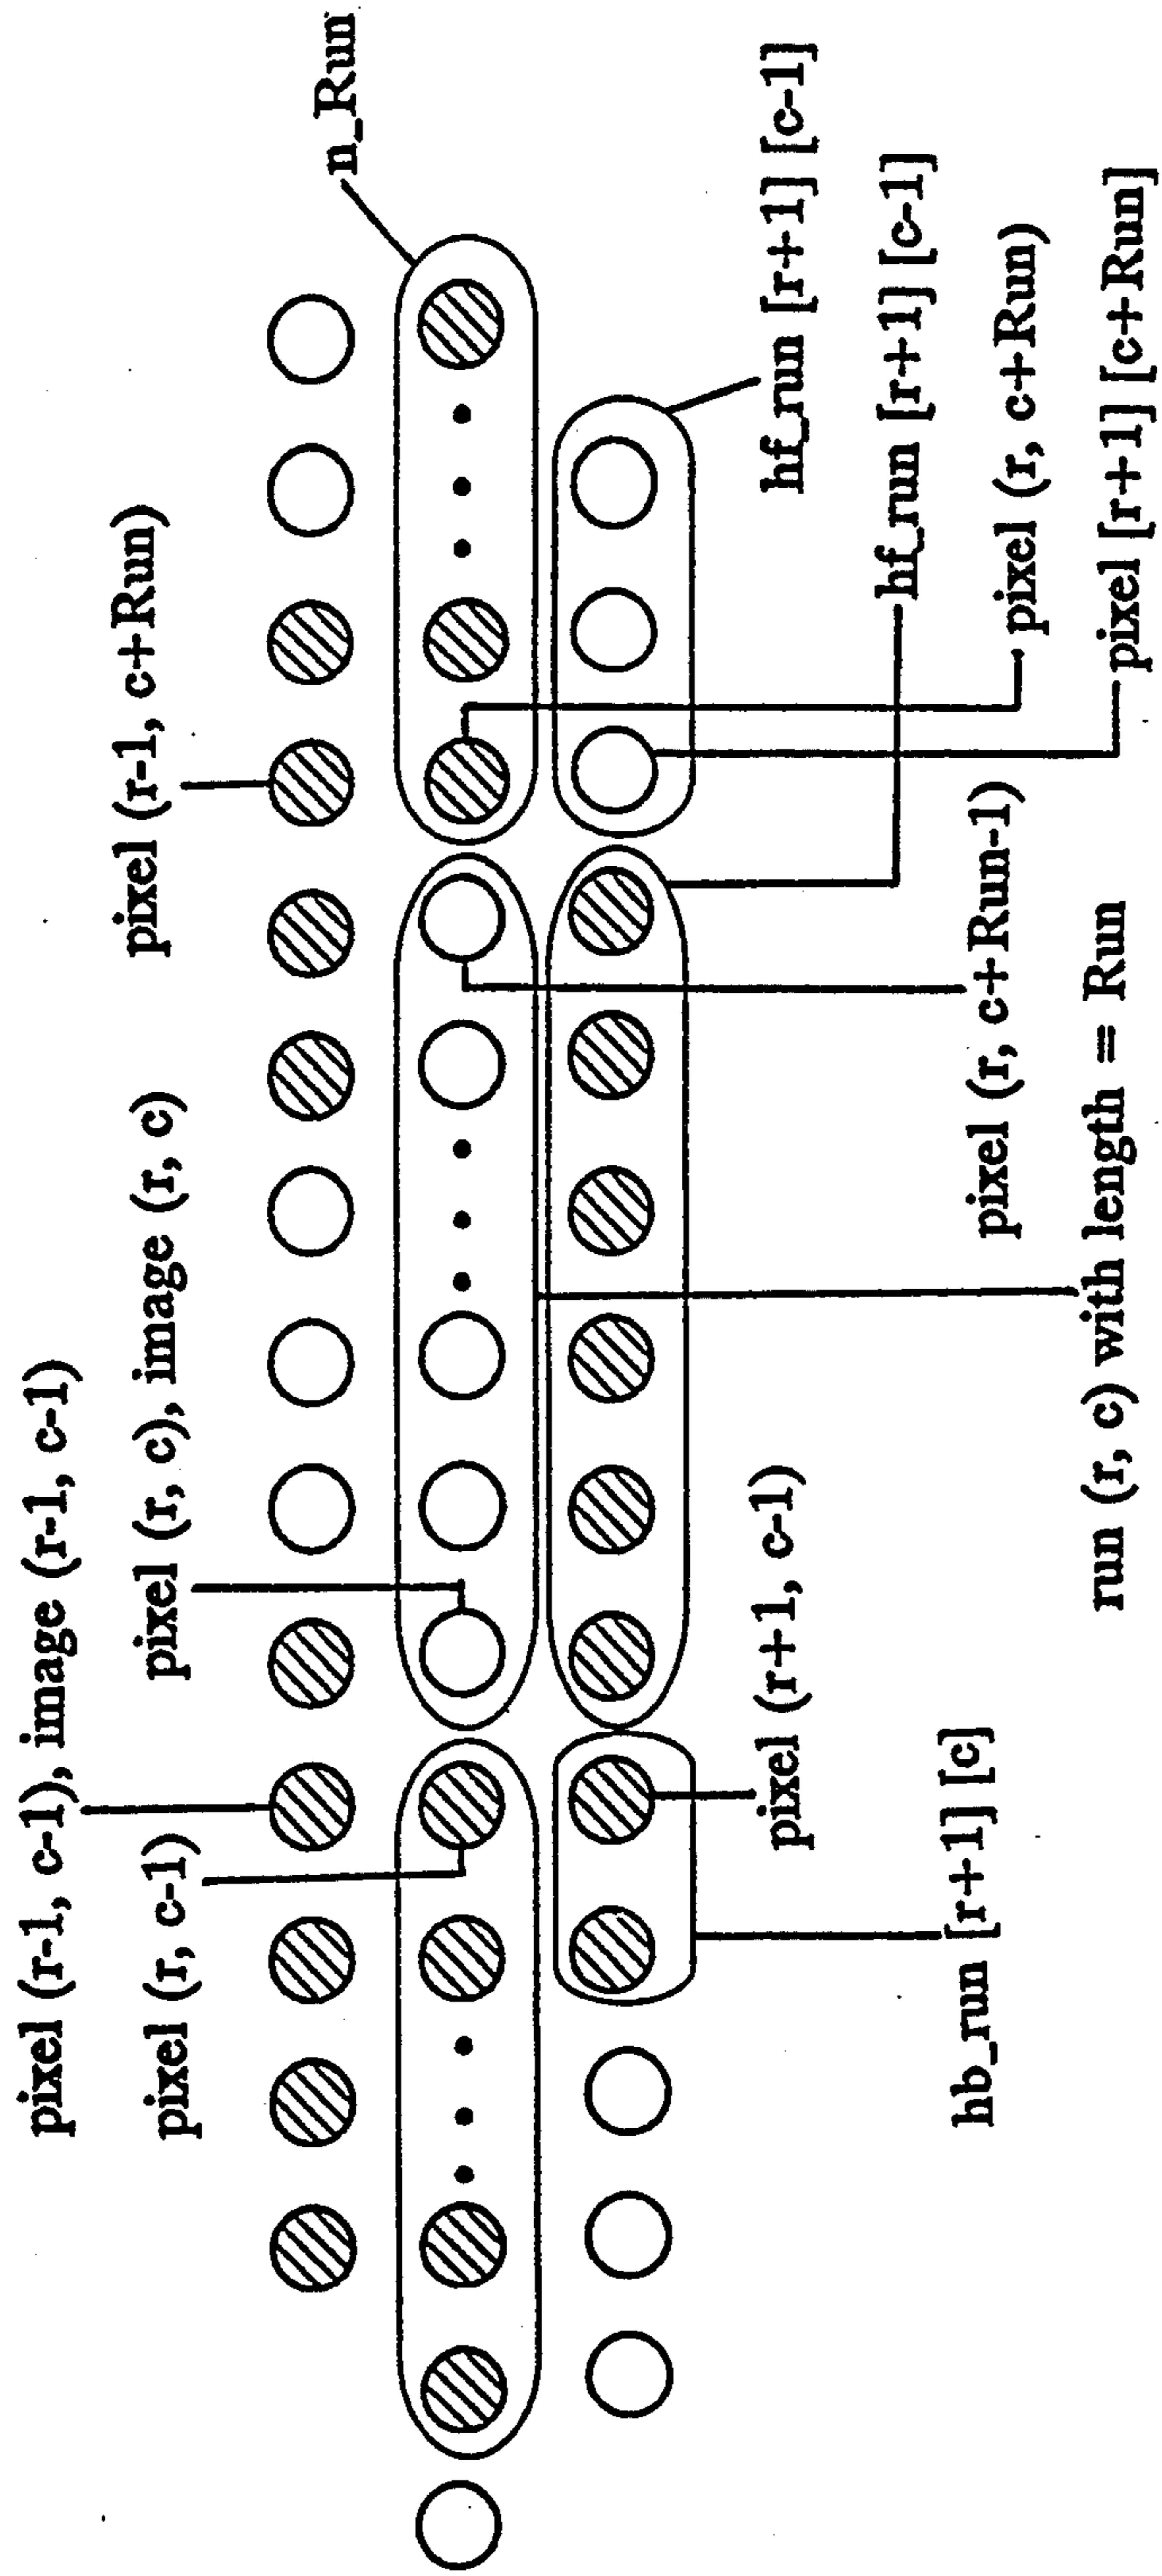 pixel (r-1, c-1), image (r-1, c-1)
pixel (r, c-1)
pixel (r, c), image (r, c)
pixel (r-1, c+Run)
n_Run
hb_run [r+1] [c]
pixel (r+1, c-1)
run (r, c) with length = Run
pixel (r, c+Run-1)
hf_run [r+1] [c-1]
hf_run [r+1] [c-1]
pixel (r, c+Run)
pixel [r+1] [c+Run]